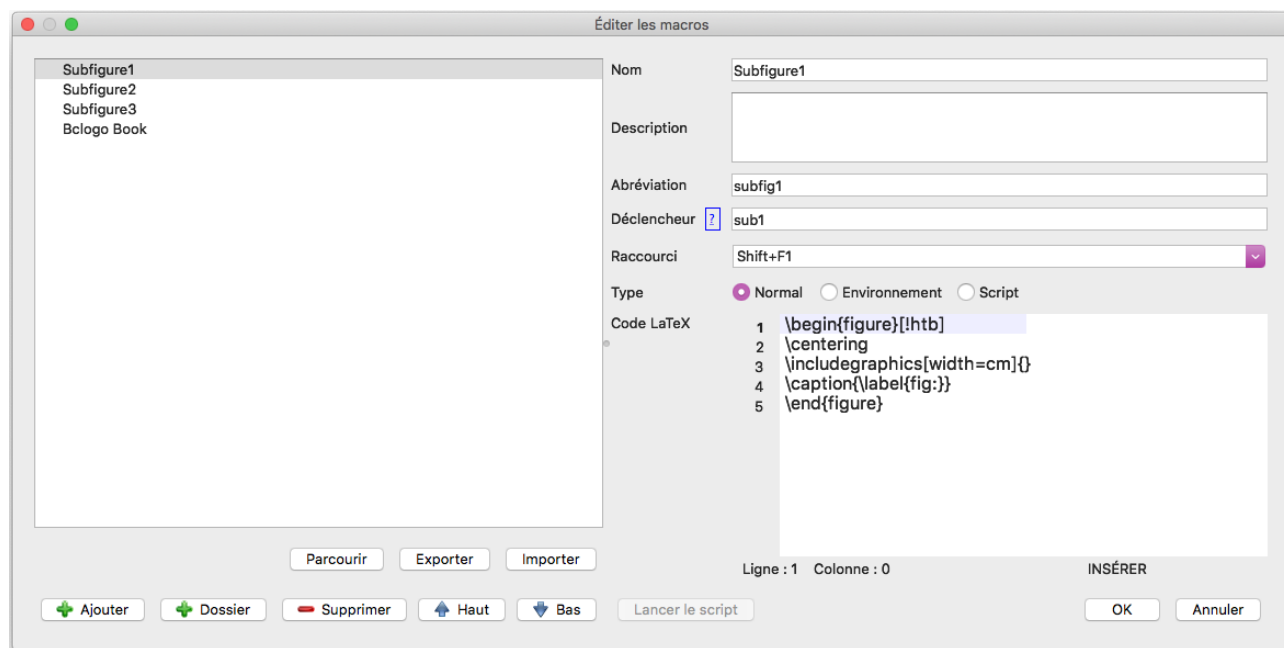 Éditer les macros
Subfigure1
Subfigure2
Subfigure3
Bclogo Book
Parcourir Exporter Importer
Ajouter Dossier Supprimer Haut Bas
Nom Subfigure1
Description
Abréviation subfig1
Déclencheur ? sub1
Raccourci Shift+F1
Type Normal Environnement Script
Code LaTeX
1 \begin{figure}[!htb]
2 \centering
3 \includegraphics[width=cm]{}
4 \caption{\label{fig:}}
5 \end{figure}
Ligne : 1 Colonne : 0 INSÉRER
Lancer le script OK Annuler